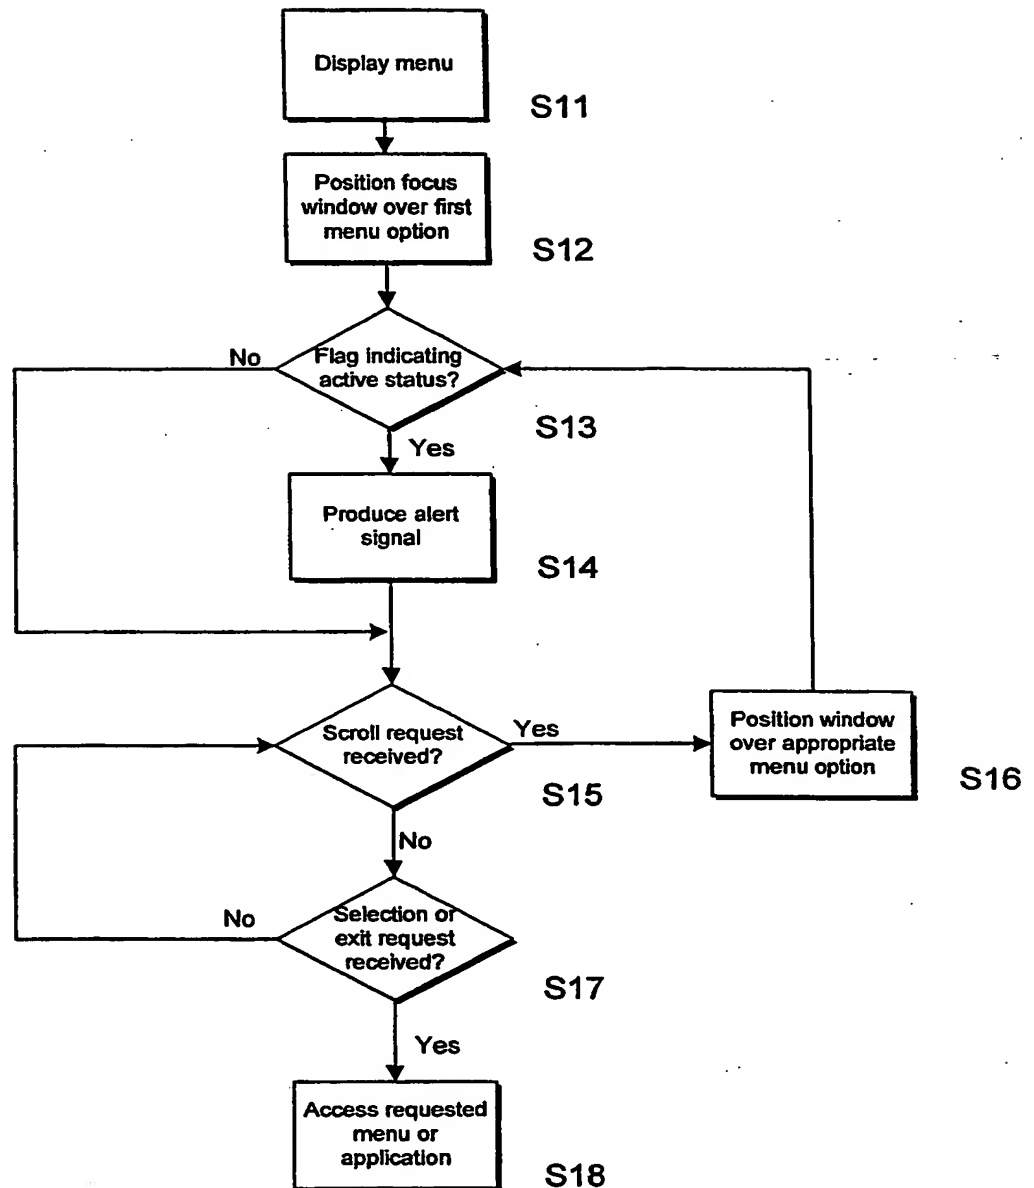 Display menu
S11
Position focus
window over first
menu option
S12
No
Flag indicating
active status?
S13
Yes
Produce alert
signal
S14
Scroll request
received?
Yes
S15
Position window
over appropriate
menu option
S16
No
No
Selection or
exit request
received?
S17
Yes
Access requested
menu or
application
S18